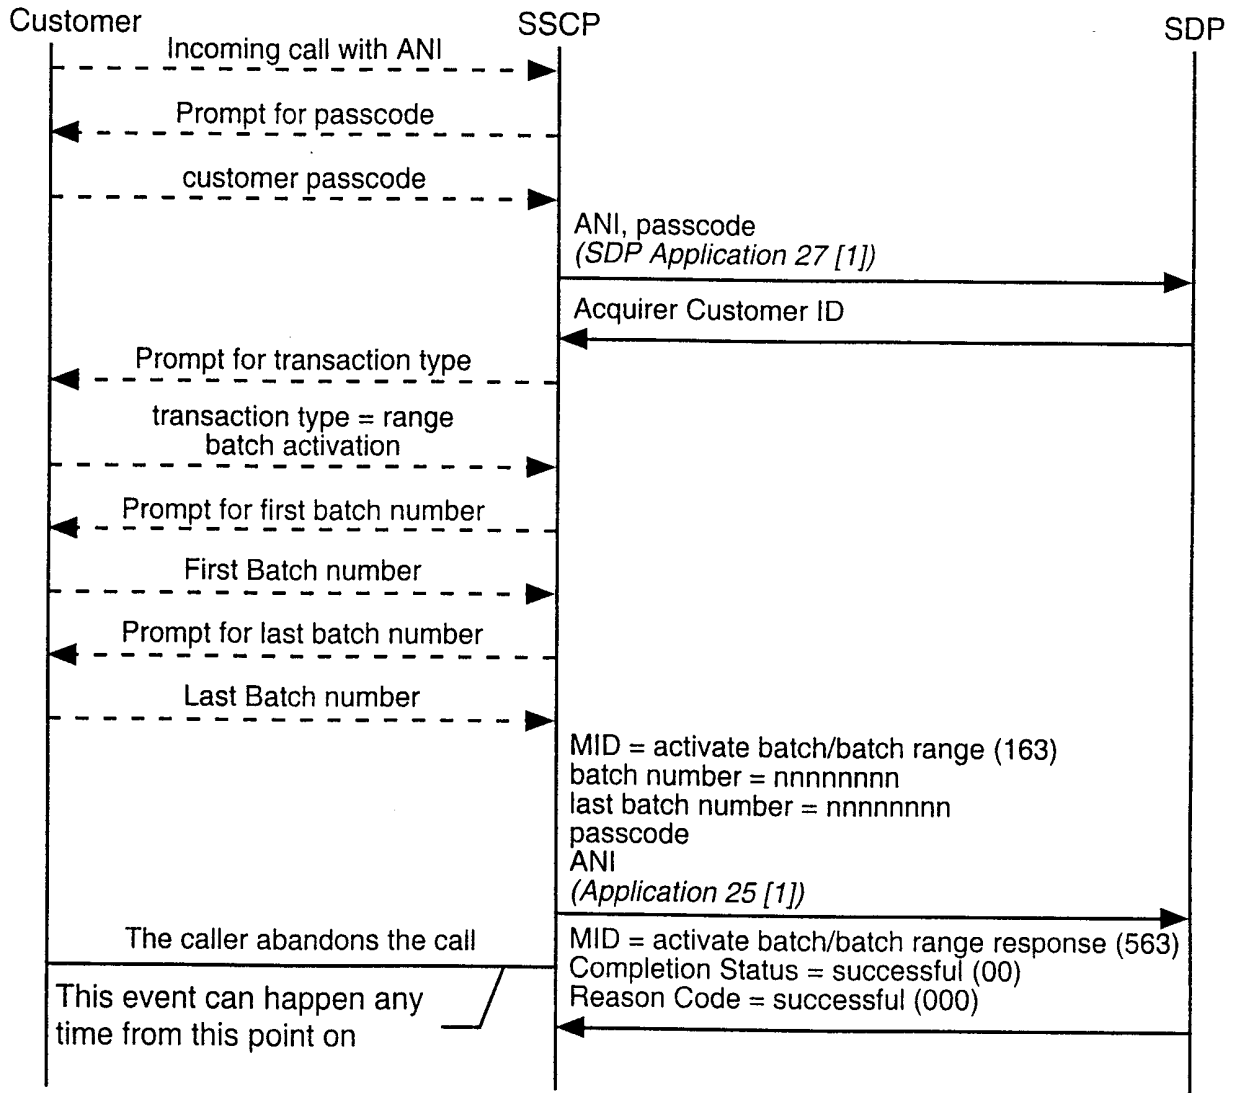 Customer
SSCP
SDP
Incoming call with ANI
Prompt for passcode
customer passcode
ANI, passcode
(SDP Application 27 [1])
Acquirer Customer ID
Prompt for transaction type
transaction type = range
batch activation
Prompt for first batch number
First Batch number
Prompt for last batch number
Last Batch number
MID = activate batch/batch range (163)
batch number = nnnnnnnn
last batch number = nnnnnnnn
passcode
ANI
(Application 25 [1])
The caller abandons the call
This event can happen any
time from this point on
MID = activate batch/batch range response (563)
Completion Status = successful (00)
Reason Code = successful (000)